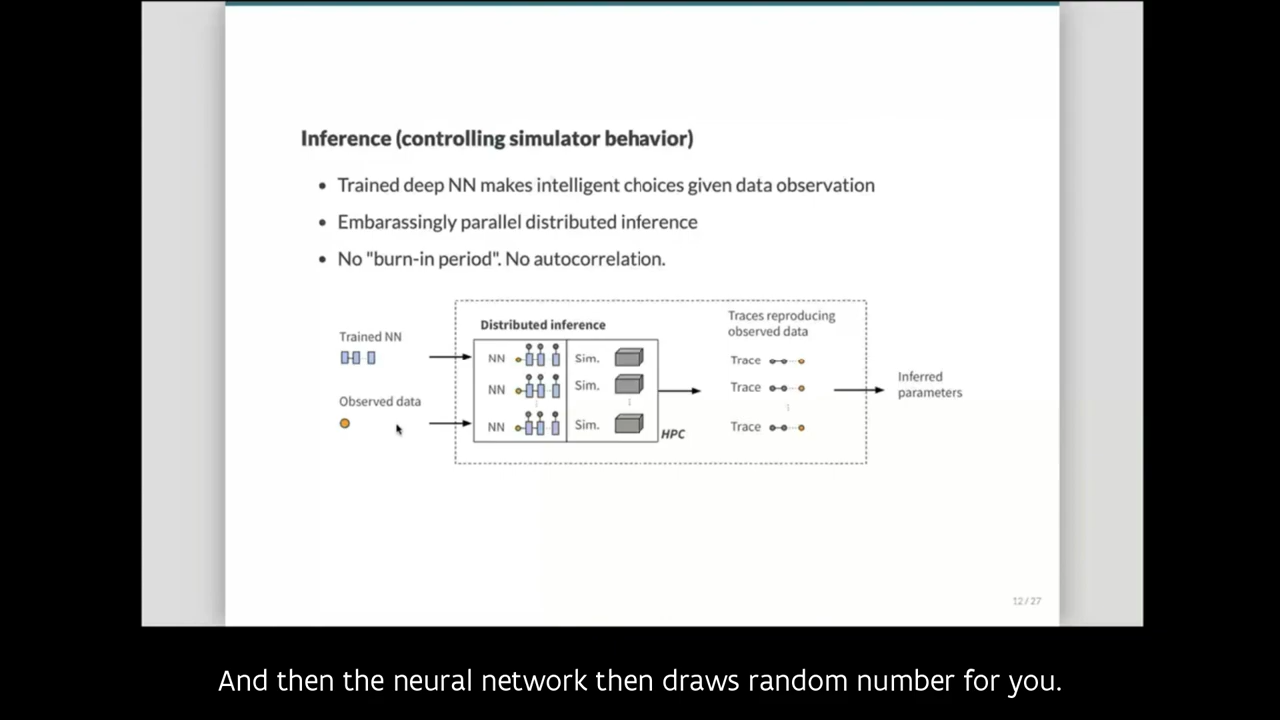 Inference (controlling simulator behavior)
• Trained deep NN makes intelligent choices given data observation
• Embarassingly parallel distributed inference
• No "burn-in period". No autocorrelation.
Trained NN
Observed data
Distributed inference
NN Sim.
NN Sim.
NN Sim.
HPC
Traces reproducing
observed data
Trace
Trace
Trace
Inferred
parameters
12 / 27
And then the neural network then draws random number for you.